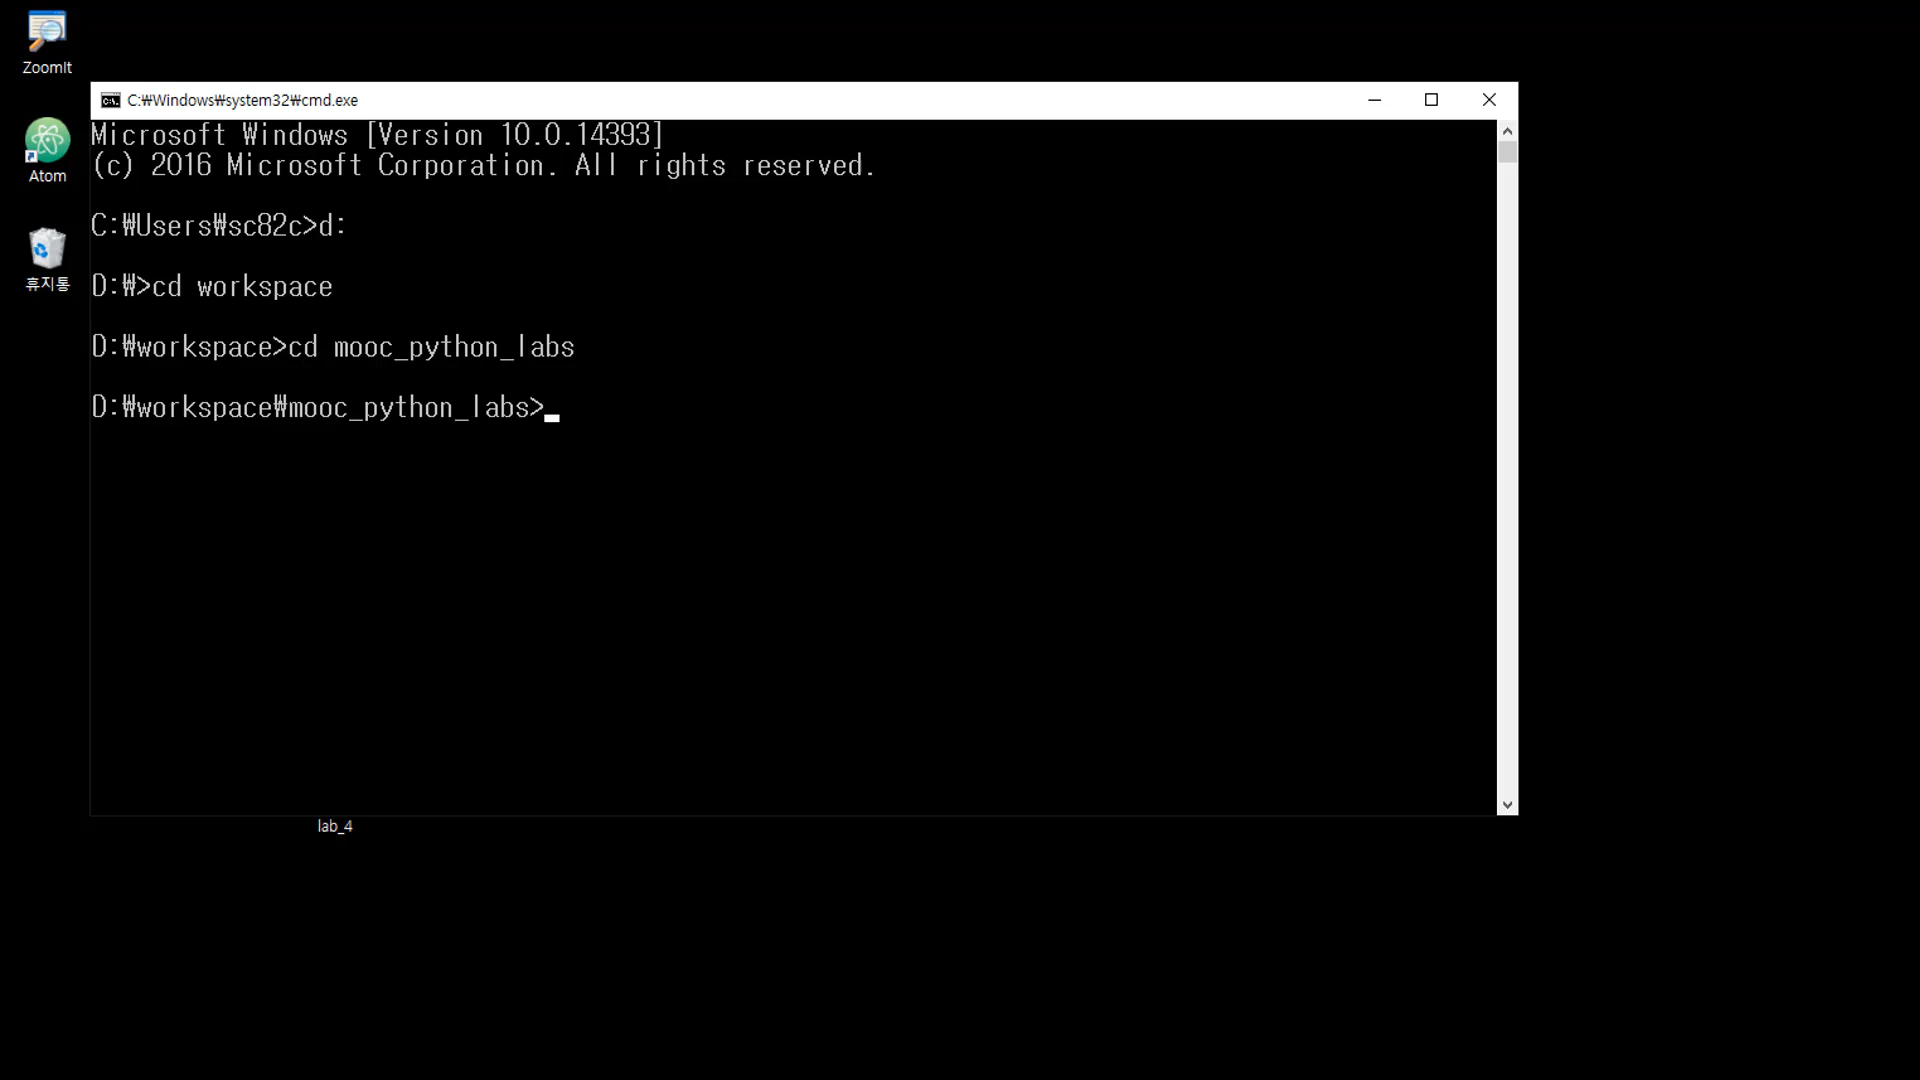 ZoomIt
Atom
휴지통
C:₩Windows₩system32₩cmd.exe
Microsoft Windows [Version 10.0.14393]
(c) 2016 Microsoft Corporation. All rights reserved.
C:₩Users₩sc82c>d:
D:₩>cd workspace
D:₩workspace>cd mooc_python_labs
D:₩workspace₩mooc_python_labs>
lab_4